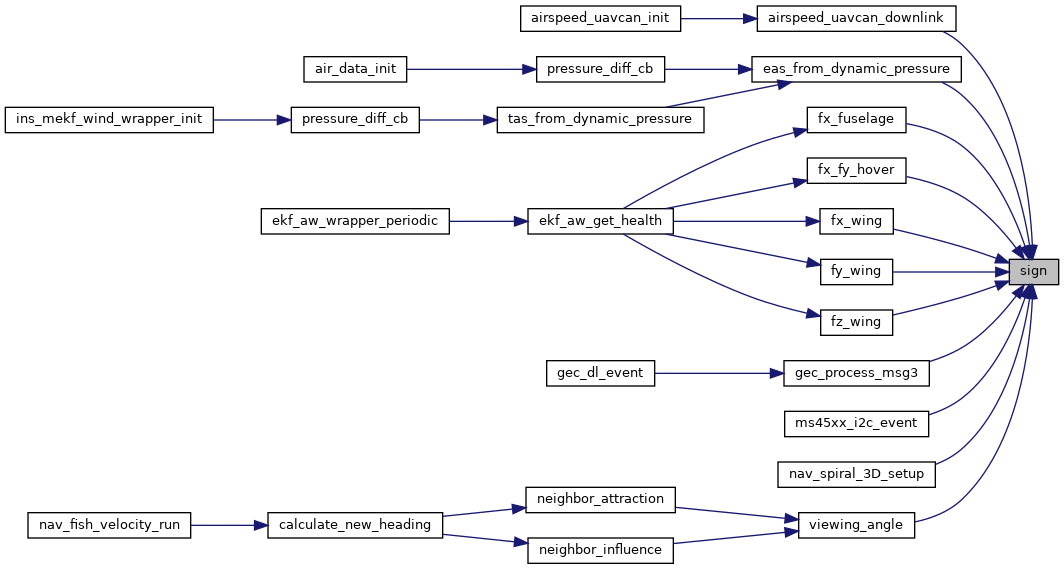 airspeed_uavcan_init
airspeed_uavcan_downlink
air_data_init
pressure_diff_cb
eas_from_dynamic_pressure
ins_mekf_wind_wrapper_init
pressure_diff_cb
tas_from_dynamic_pressure
fx_fuselage
fx_fy_hover
ekf_aw_wrapper_periodic
ekf_aw_get_health
fx_wing
fy_wing
sign
fz_wing
gec_dl_event
gec_process_msg3
ms45xx_i2c_event
nav_spiral_3D_setup
neighbor_attraction
nav_fish_velocity_run
calculate_new_heading
viewing_angle
neighbor_influence